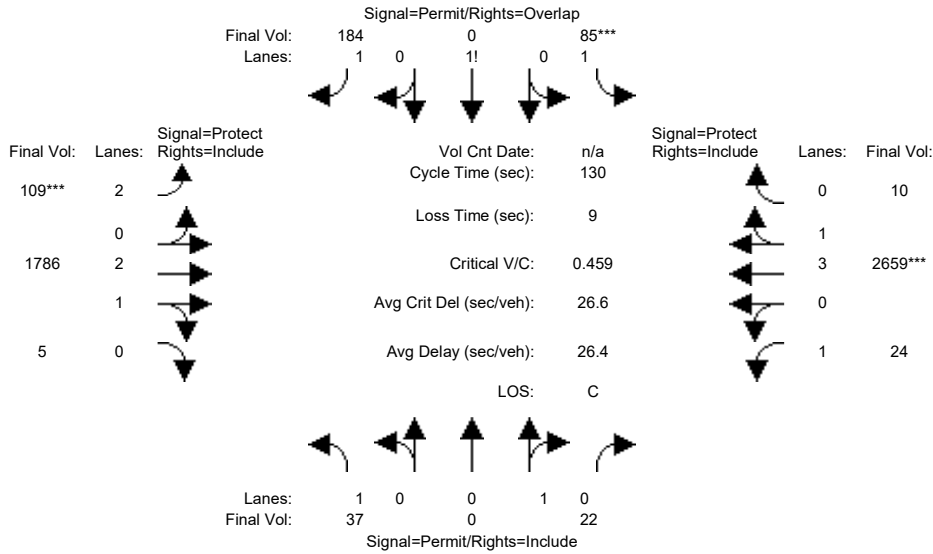 Signal=Permit/Rights=Overlap
Final Vol: 184 0 85***
Lanes: 1 0 1! 0 1
Signal=Protect Signal=Protect
Final Vol: Lanes: Rights=Include Vol Cnt Date: n/a Rights=Include Lanes: Final Vol:
Cycle Time (sec): 130
109*** 2 0 10
Loss Time (sec): 9
0 1
1786 2 Critical V/C: 0.459 3 2659***
1 Avg Crit Del (sec/veh): 26.6 0
5 0 Avg Delay (sec/veh): 26.4 1 24
LOS: C
Lanes: 1 0 0 1 0
Final Vol: 37 0 22
Signal=Permit/Rights=Include